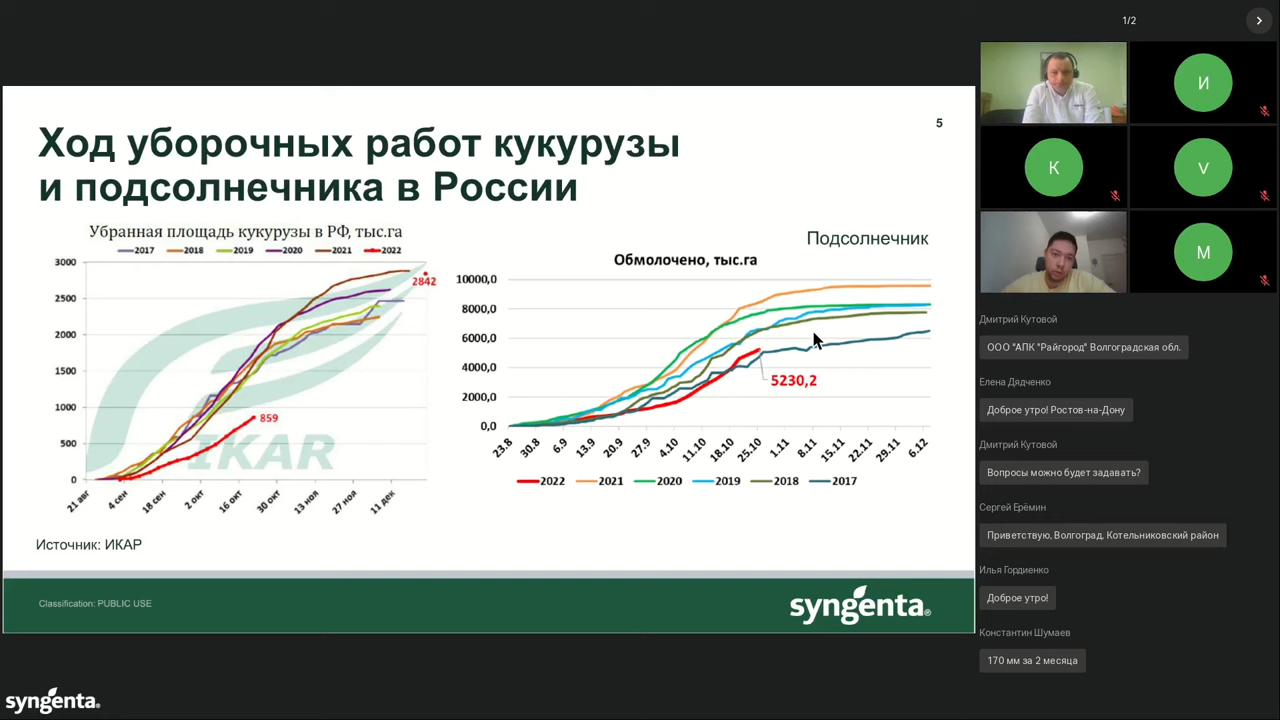 1/2
5
Ход уборочных работ кукурузы
и подсолнечника в России
Убранная площадь кукурузы в РФ, тыс.га
2017 2018 2019 2020 2021 2022
3000
2500
2000
1500
1000
500
0
2842
859
IKAR
21 авг
4 сен
18 сен
2 окт
16 окт
30 окт
13 ноя
27 ноя
11 дек
Подсолнечник
Обмолочено, тыс.га
10000,0
8000,0
6000,0
4000,0
2000,0
0,0
5230,2
23.8
30.8
6.9
13.9
20.9
27.9
4.10
11.10
18.10
25.10
1.11
8.11
15.11
22.11
29.11
6.12
2022 2021 2020 2019 2018 2017
Источник: ИКАР
Classification: PUBLIC USE
syngenta®
syngenta®
И
К
V
М
Дмитрий Кутовой
ООО "АПК "Райгород" Волгоградская обл.
Елена Дядченко
Доброе утро! Ростов-на-Дону
Дмитрий Кутовой
Вопросы можно будет задавать?
Сергей Ерёмин
Приветствую, Волгоград, Котельниковский район
Илья Гордиенко
Доброе утро!
Константин Шумаев
170 мм за 2 месяца